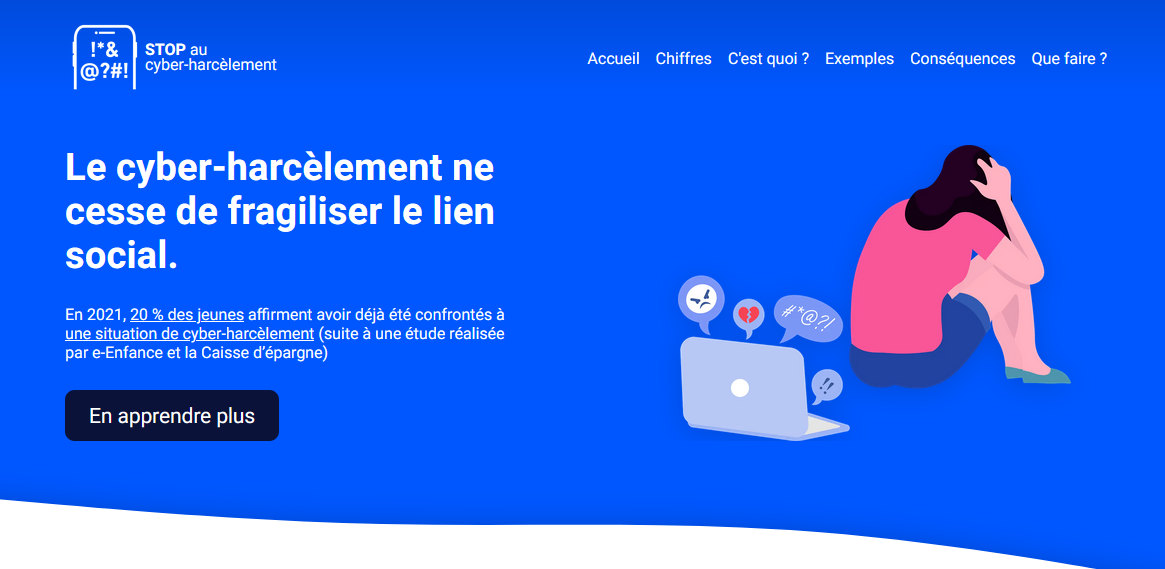 !*&
@?#!
STOP au
cyber-harcèlement
Accueil Chiffres C'est quoi ? Exemples Conséquences Que faire ?
Le cyber-harcèlement ne
cesse de fragiliser le lien
social.
En 2021, 20 % des jeunes affirment avoir déjà été confrontés à
une situation de cyber-harcèlement (suite à une étude réalisée
par e-Enfance et la Caisse d’épargne)
En apprendre plus
#*@?!
!!